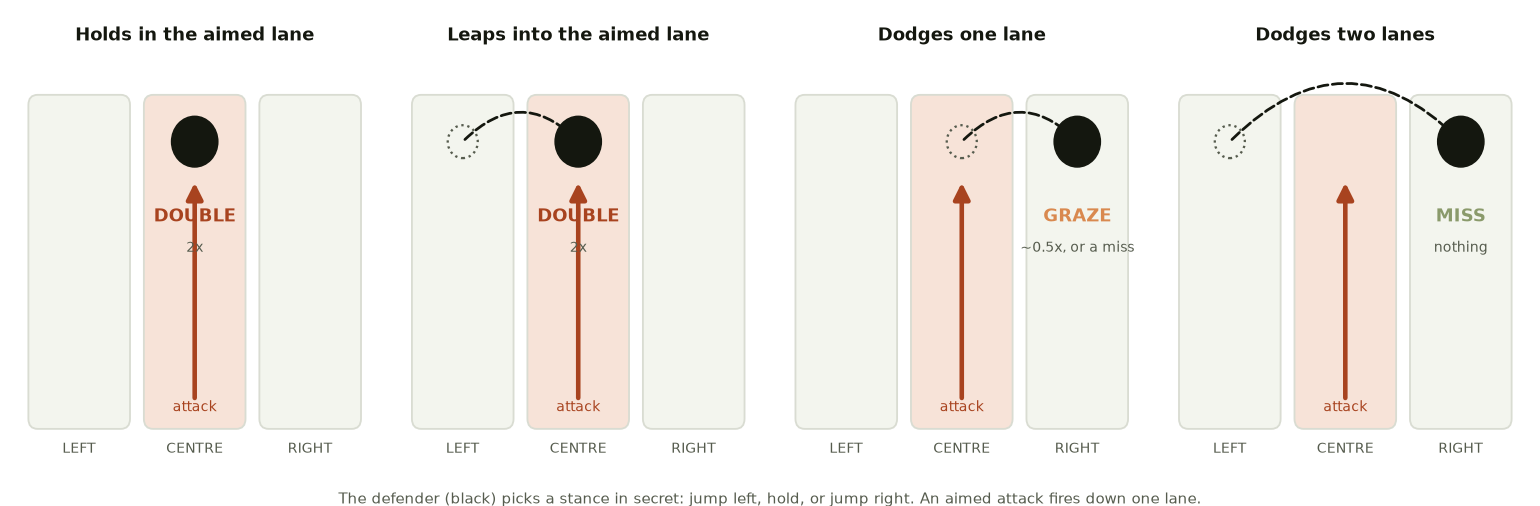 Holds in the aimed lane
Leaps into the aimed lane
Dodges one lane
Dodges two lanes
DOUBLE
2x
attack
DOUBLE
2x
attack
GRAZE
~0.5x, or a miss
attack
MISS
nothing
attack
LEFT
CENTRE
RIGHT
LEFT
CENTRE
RIGHT
LEFT
CENTRE
RIGHT
LEFT
CENTRE
RIGHT
The defender (black) picks a stance in secret: jump left, hold, or jump right. An aimed attack fires down one lane.